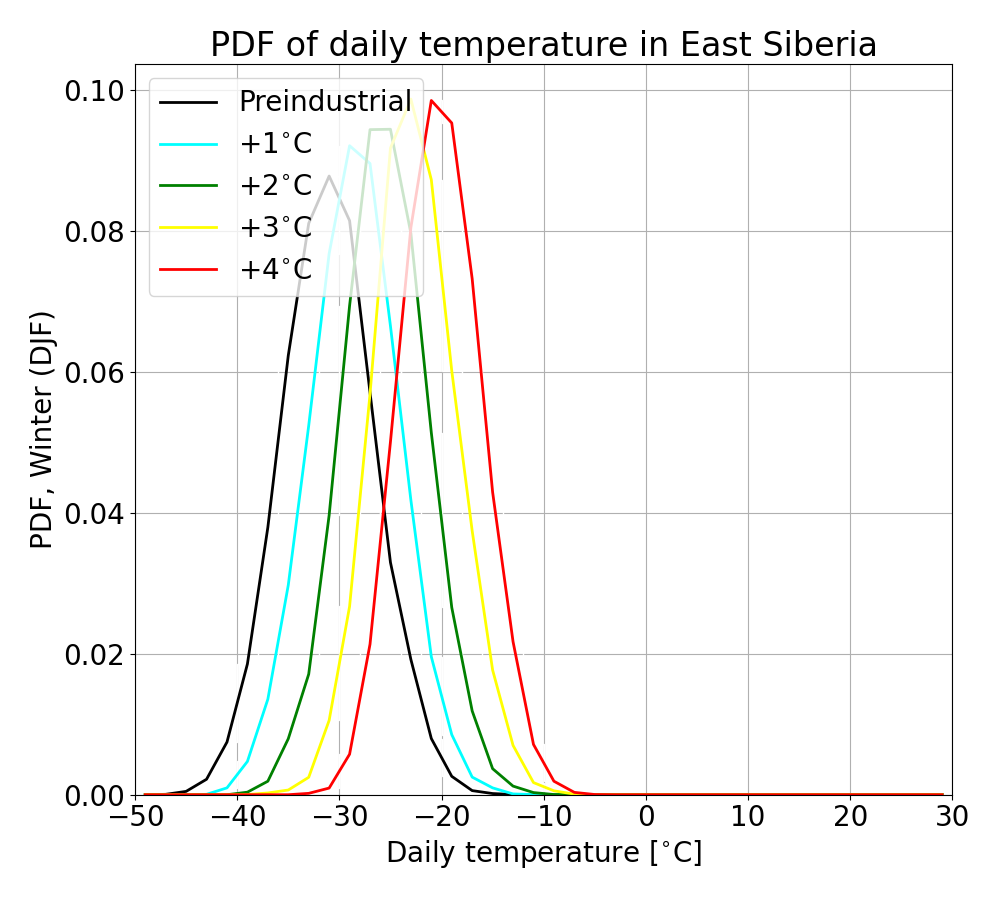 PDF of daily temperature in East Siberia
PDF, Winter (DJF)
0.10
0.08
0.06
0.04
0.02
0.00
Preindustrial
+1°C
+2°C
+3°C
+4°C
−50 −40 −30 −20 −10 0 10 20 30
Daily temperature [°C]